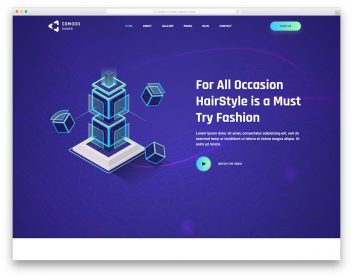 COMODO
HOME ABOUT GALLERY PAGES BLOG CONTACT
For All Occasion
HairStyle is a Must
Try Fashion
Lorem ipsum dolor sit amet, consectetur adipisicing elit, sed do
eiusmod tempor incididunt ut labore et dolore magna aliqua. Ut
enim ad minim.
WATCH THE VIDEO